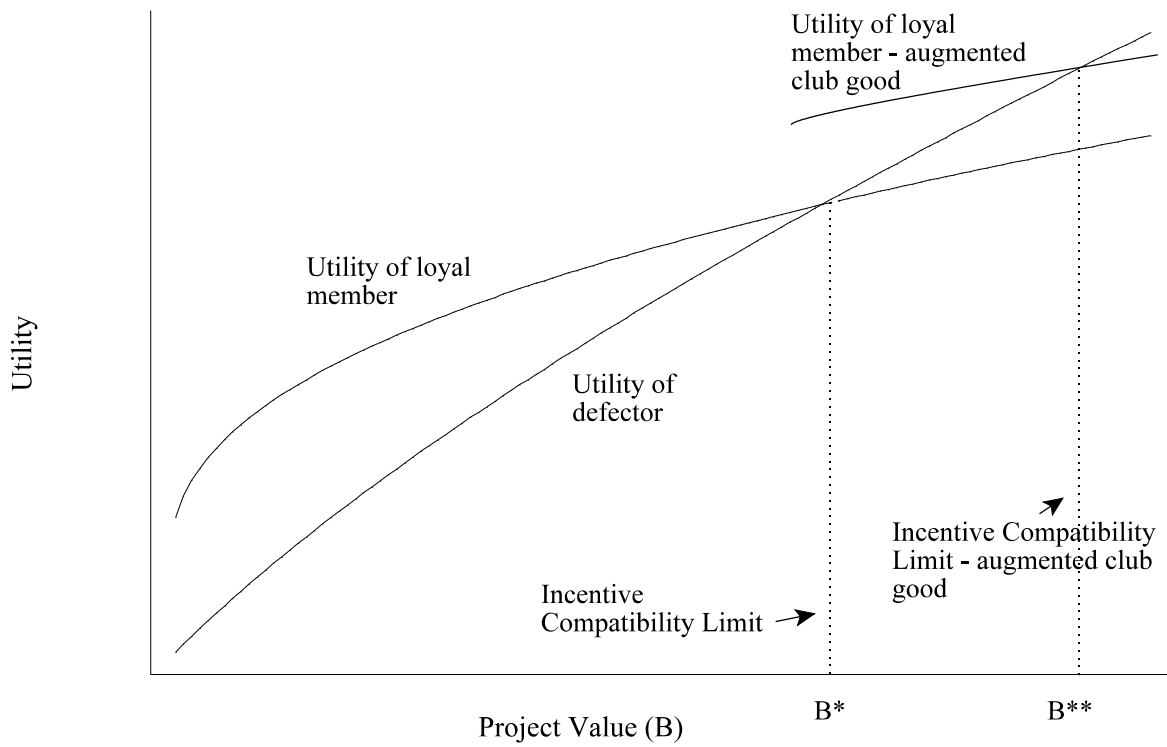 Utility of loyal
member - augmented
club good
Utility of loyal
member
Utility
Utility of
defector
Incentive Compatibility
Limit - augmented club
good
Incentive
Compatibility Limit
B*
B**
Project Value (B)